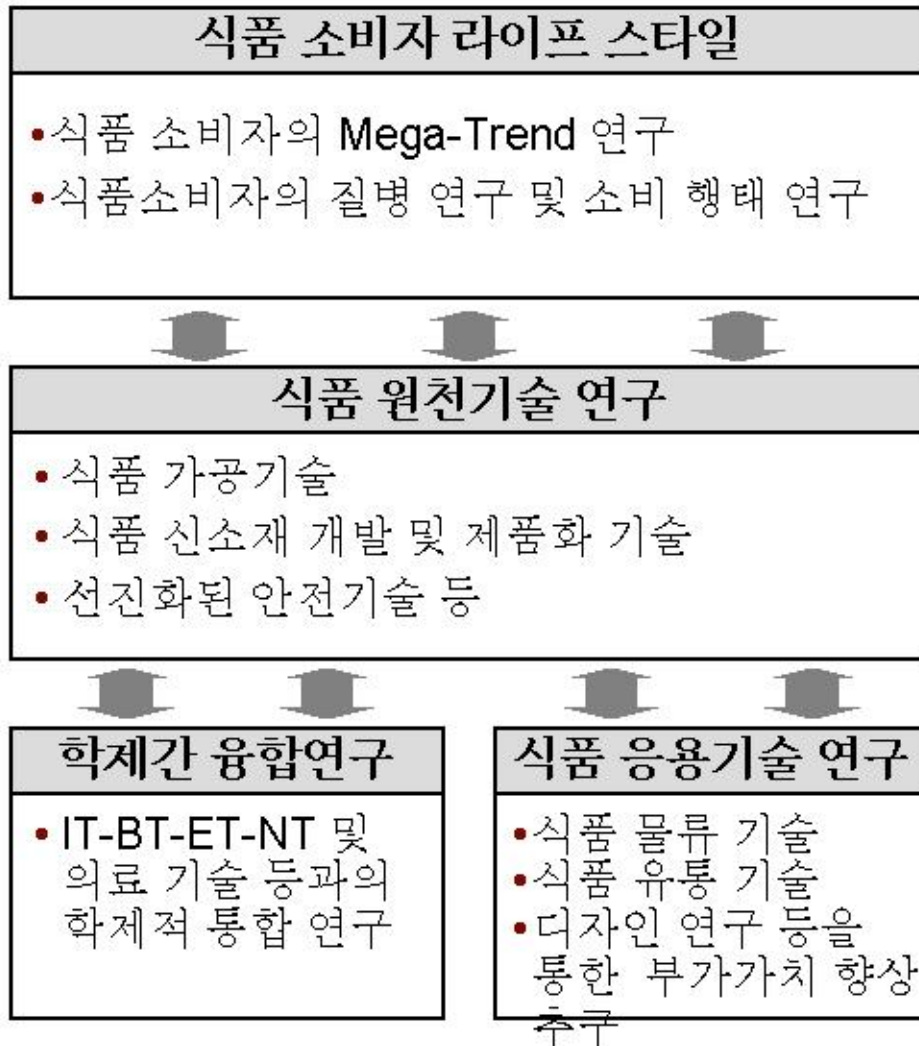 식품 소비자 라이프 스타일
•식품 소비자의 Mega-Trend 연구
•식품소비자의 질병 연구 및 소비 행태 연구
식품 원천기술 연구
• 식품 가공기술
• 식품 신소재 개발 및 제품화 기술
• 선진화된 안전기술 등
학제간 융합연구
• IT-BT-ET-NT 및
의료 기술 등과의
학제적 통합 연구
식품 응용기술 연구
•식품 물류 기술
•식품 유통 기술
•디자인 연구 등을
통한 부가가치 향상
추구